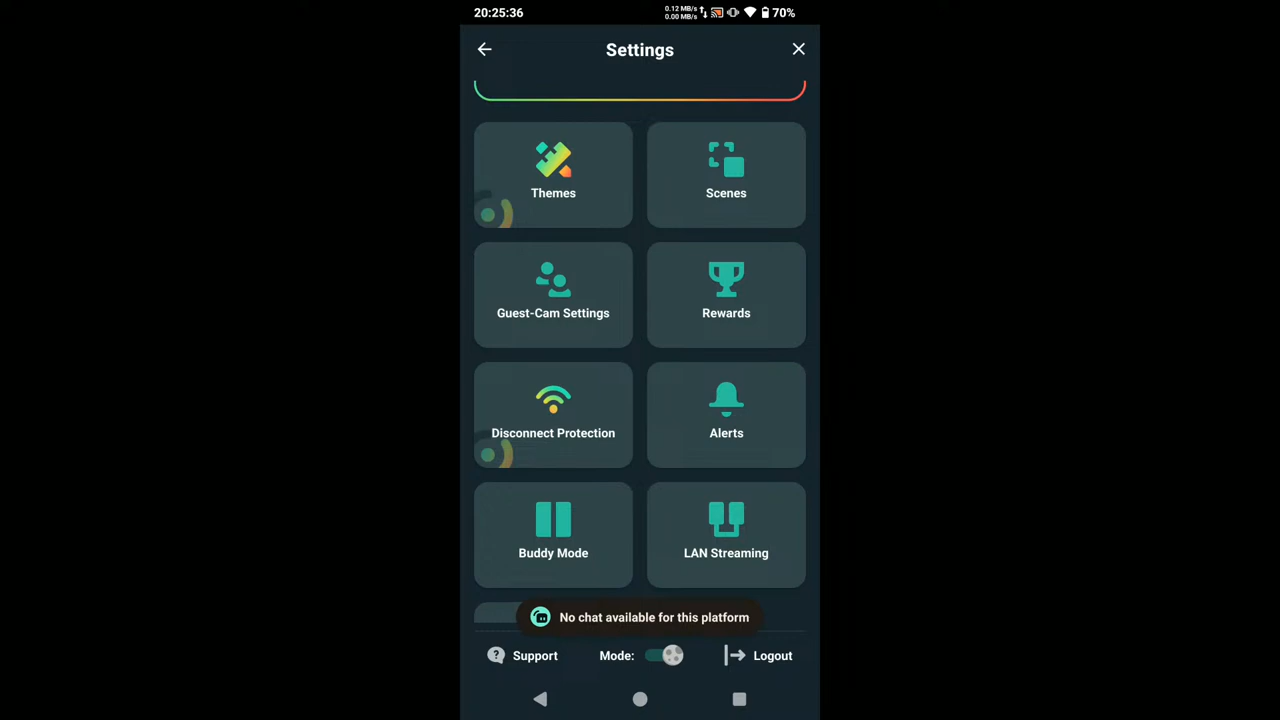 20:25:36
0.12 MB/s
0.00 MB/s
70%
Settings
Themes
Scenes
Guest-Cam Settings
Rewards
Disconnect Protection
Alerts
Buddy Mode
LAN Streaming
No chat available for this platform
Support
Mode:
Logout